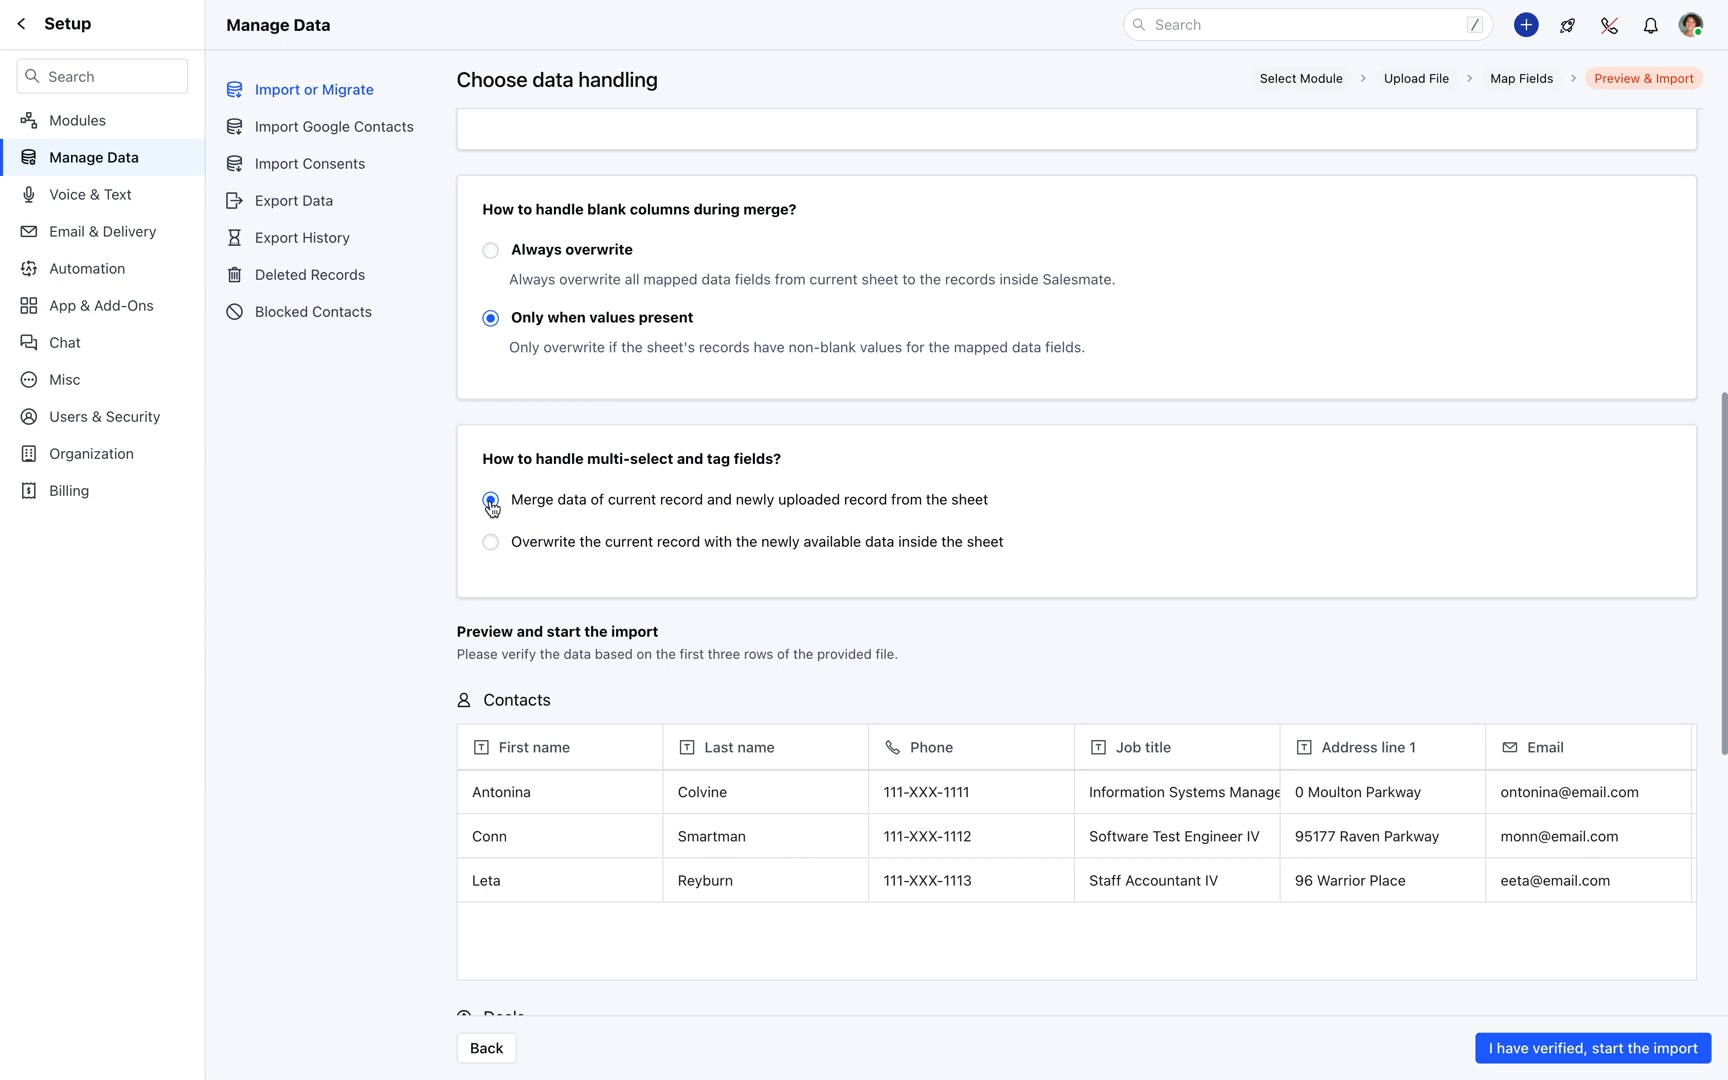 Setup
Search
Modules
Manage Data
Voice & Text
Email & Delivery
Automation
App & Add-Ons
Chat
Misc
Users & Security
Organization
Billing
Manage Data
Search /
Import or Migrate
Import Google Contacts
Import Consents
Export Data
Export History
Deleted Records
Blocked Contacts
Choose data handling
Select Module > Upload File > Map Fields > Preview & Import
How to handle blank columns during merge?
Always overwrite
Always overwrite all mapped data fields from current sheet to the records inside Salesmate.
Only when values present
Only overwrite if the sheet's records have non-blank values for the mapped data fields.
How to handle multi-select and tag fields?
Merge data of current record and newly uploaded record from the sheet
Overwrite the current record with the newly available data inside the sheet
Preview and start the import
Please verify the data based on the first three rows of the provided file.
Contacts
First name Last name Phone Job title Address line 1 Email
Antonina Colvine 111-XXX-1111 Information Systems Manage 0 Moulton Parkway ontonina@email.com
Conn Smartman 111-XXX-1112 Software Test Engineer IV 95177 Raven Parkway monn@email.com
Leta Reyburn 111-XXX-1113 Staff Accountant IV 96 Warrior Place eeta@email.com
Back
I have verified, start the import